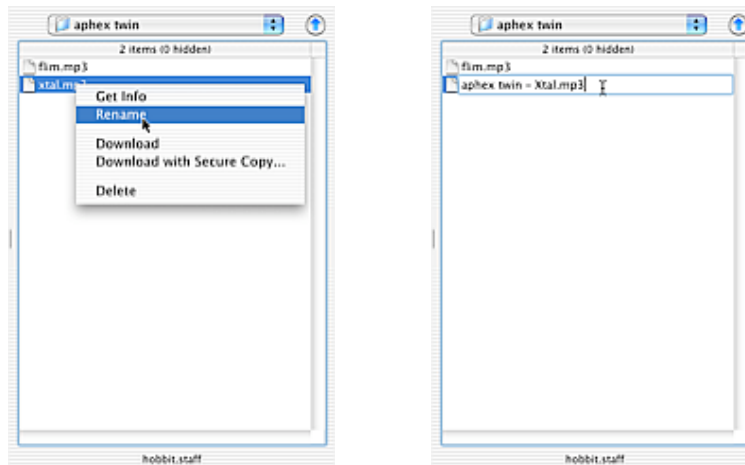 aphex twin
2 items (0 hidden)
flim.mp3
xtal.mp3
Get Info
Rename
Download
Download with Secure Copy...
Delete
hobbit.staff
aphex twin
2 items (0 hidden)
flim.mp3
aphex twin - Xtal.mp3
hobbit.staff